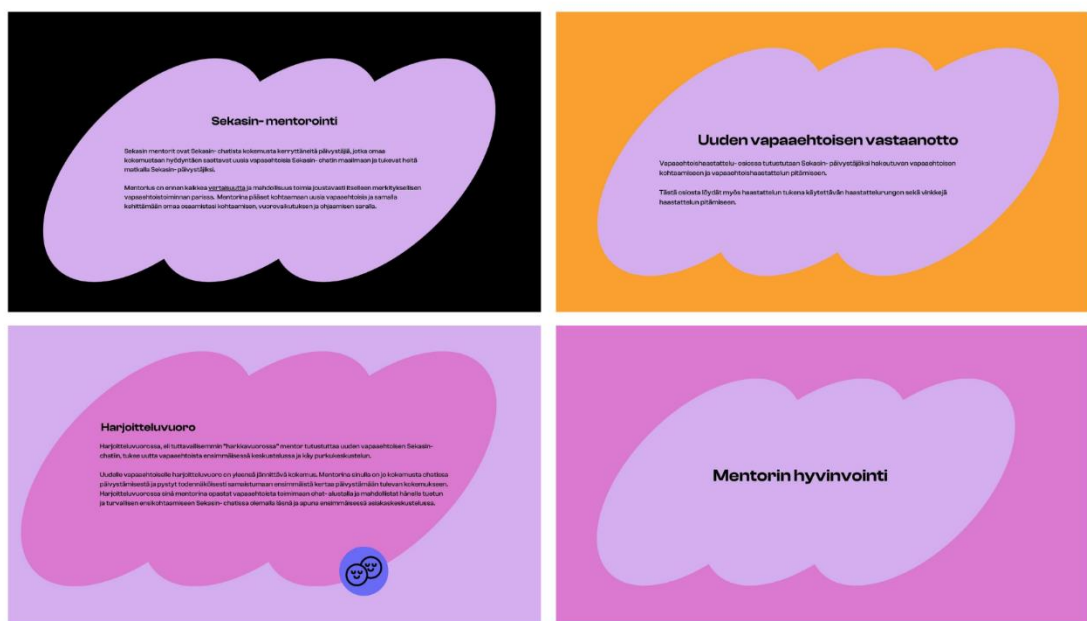 Sekasin- mentorointi
Sekasin mentorit ovat Sekasin- chatista kokemusta kerryttäneitä päivystäjiä, jotka omaa
kokemustaan hyödyntäen saattavat uusia vapaaehtoisia Sekasin- chatin maailmaan ja tukevat heitä
matkalla Sekasin- päivystäjiksi.
Mentorius on ennen kaikkea vertaisuutta ja mahdollisuus toimia joustavasti itselleen merkityksellisen
vapaaehtoistoiminnan parissa. Mentorina pääset kohtaamaan uusia vapaaehtoisia ja samalla
kehittämään omaa osaamistasi kohtaamisen, vuorovaikutuksen ja ohjaamisen saralla.
Uuden vapaaehtoisen vastaanotto
Vapaaehtoishaastattelu- osiossa tutustutaan Sekasin- päivystäjäksi hakeutuvan vapaaehtoisen
kohtaamiseen ja vapaaehtoishaastattelun pitämiseen.
Tästä osiosta löydät myös haastattelun tukena käytettävän haastattelurungon sekä vinkkejä
haastattelun pitämiseen.
Harjoitteluvuoro
Harjoitteluvuorossa, eli tuttavallisemmin "harkkavuorossa" mentor tutustuttaa uuden vapaaehtoisen Sekasin-
chatiin, tukee uutta vapaaehtoista ensimmäisessä keskustelussa ja käy purkukeskustelun.
Uudelle vapaaehtoiselle harjoitteluvuoro on yleensä jännittävä kokemus. Mentorina sinulla on jo kokemusta chatissa
päivystämisestä ja pystyt todennäköisesti samaistumaan ensimmäistä kertaa päivystämään tulevan kokemukseen.
Harjoitteluvuorossa sinä mentorina opastat vapaaehtoista toimimaan chat- alustalla ja mahdollistat hänelle tuetun
ja turvallisen ensikohtaamisen Sekasin- chatissa olemalla läsnä ja apuna ensimmäisessä asiakaskeskustelussa.
Mentorin hyvinvointi